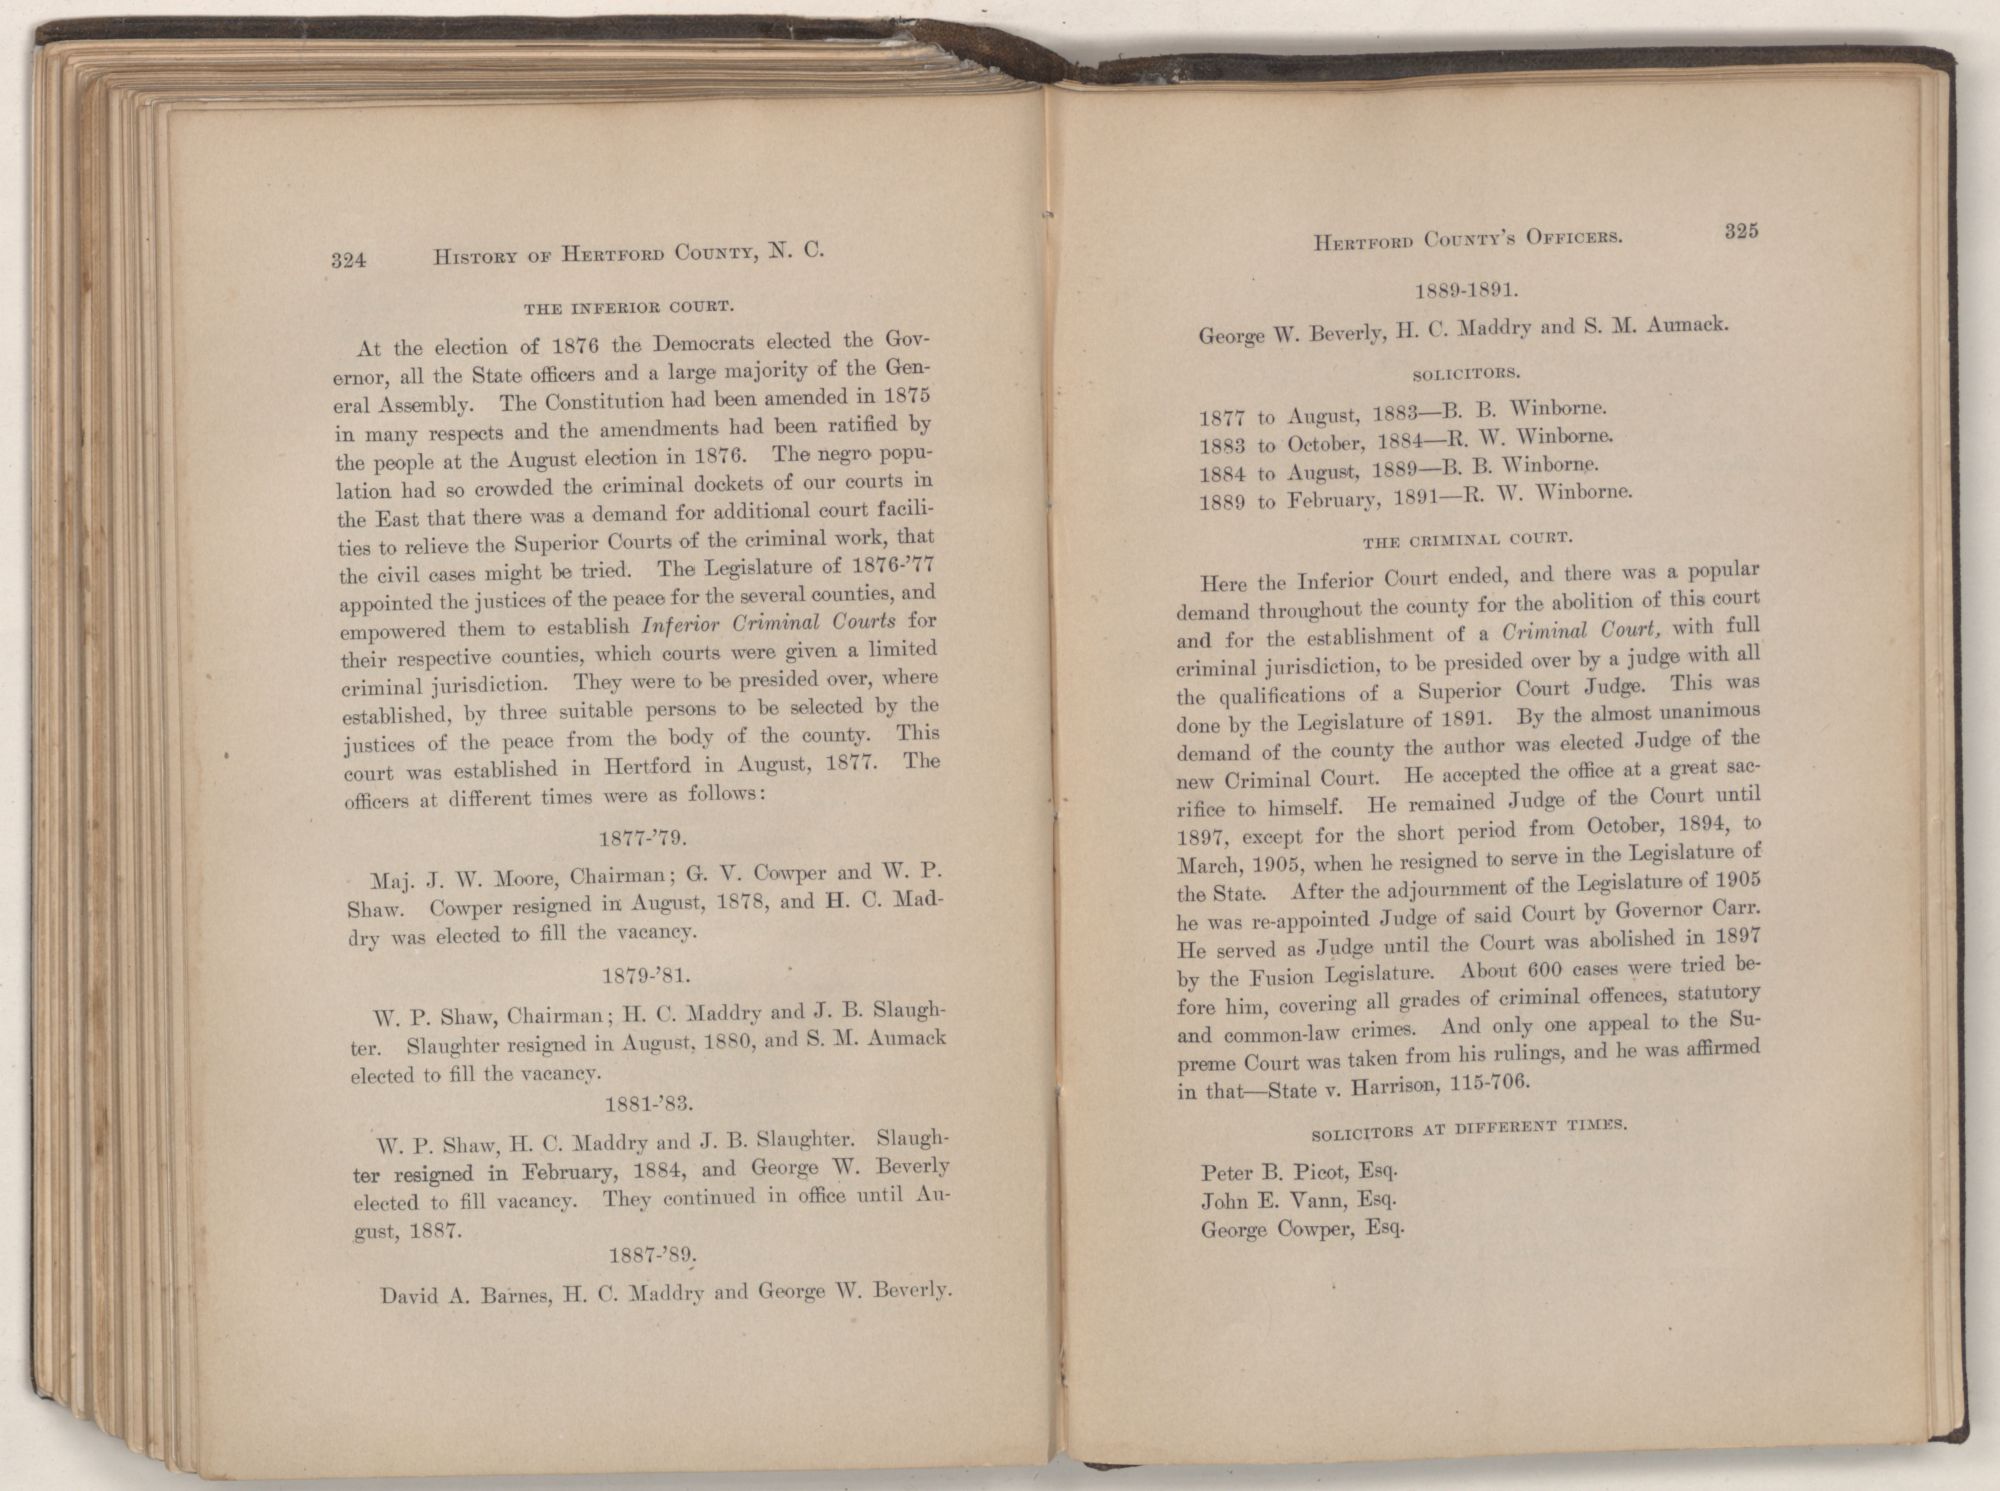 324 HISTORY OF HERTFORD COUNTY, N. C.
THE INFERIOR COURT.
At the election of 1876 the Democrats elected the Gov-
ernor, all the State officers and a large majority of the Gen-
eral Assembly. The Constitution had been amended in 1875
in many respects and the amendments had been ratified by
the people at the August election in 1876. The negro popu-
lation had so crowded the criminal dockets of our courts in
the East that there was a demand for additional court facili-
ties to relieve the Superior Courts of the criminal work, that
the civil cases might be tried. The Legislature of 1876-'77
appointed the justices of the peace for the several counties, and
empowered them to establish Inferior Criminal Courts for
their respective counties, which courts were given a limited
criminal jurisdiction. They were to be presided over, where
established, by three suitable persons to be selected by the
justices of the peace from the body of the county. This
court was established in Hertford in August, 1877. The
officers at different times were as follows:
1877-'79.
Maj. J. W. Moore, Chairman; G. V. Cowper and W. P.
Shaw. Cowper resigned in August, 1878, and H. C. Mad-
dry was elected to fill the vacancy.
1879-'81.
W. P. Shaw, Chairman; H. C. Maddry and J. B. Slaugh-
ter. Slaughter resigned in August, 1880, and S. M. Aumack
elected to fill the vacancy.
1881-'83.
W. P. Shaw, H. C. Maddry and J. B. Slaughter. Slaugh-
ter resigned in February, 1884, and George W. Beverly
elected to fill vacancy. They continued in office until Au-
gust, 1887.
1887-'89.
David A. Barnes, H. C. Maddry and George W. Beverly.
HERTFORD COUNTY'S OFFICERS. 325
1889-1891.
George W. Beverly, H. C. Maddry and S. M. Aumack.
SOLICITORS.
1877 to August, 1883—B. B. Winborne.
1883 to October, 1884—R. W. Winborne.
1884 to August, 1889—B. B. Winborne.
1889 to February, 1891—R. W. Winborne.
THE CRIMINAL COURT.
Here the Inferior Court ended, and there was a popular
demand throughout the county for the abolition of this court
and for the establishment of a Criminal Court, with full
criminal jurisdiction, to be presided over by a judge with all
the qualifications of a Superior Court Judge. This was
done by the Legislature of 1891. By the almost unanimous
demand of the county the author was elected Judge of the
new Criminal Court. He accepted the office at a great sac-
rifice to himself. He remained Judge of the Court until
1897, except for the short period from October, 1894, to
March, 1905, when he resigned to serve in the Legislature of
the State. After the adjournment of the Legislature of 1905
he was re-appointed Judge of said Court by Governor Carr.
He served as Judge until the Court was abolished in 1897
by the Fusion Legislature. About 600 cases were tried be-
fore him, covering all grades of criminal offences, statutory
and common-law crimes. And only one appeal to the Su-
preme Court was taken from his rulings, and he was affirmed
in that—State v. Harrison, 115-706.
SOLICITORS AT DIFFERENT TIMES.
Peter B. Picot, Esq.
John E. Vann, Esq.
George Cowper, Esq.